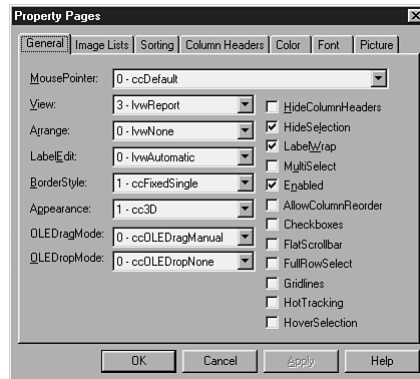 Property Pages
General Image Lists Sorting Column Headers Color Font Picture
MousePointer: 0 - ccDefault
View: 3 - lvwReport
HideColumnHeaders
Arrange: 0 - lvwNone
HideSelection
LabelWrap
LabelEdit: 0 - lvwAutomatic
MultiSelect
BorderStyle: 1 - ccFixedSingle
Enabled
Appearance: 1 - cc3D
AllowColumnReorder
Checkboxes
OLEDragMode: 0 - ccOLEDragManual
FlatScrollbar
OLEDropMode: 0 - ccOLEDropNone
FullRowSelect
Gridlines
HotTracking
HoverSelection
OK Cancel Apply Help